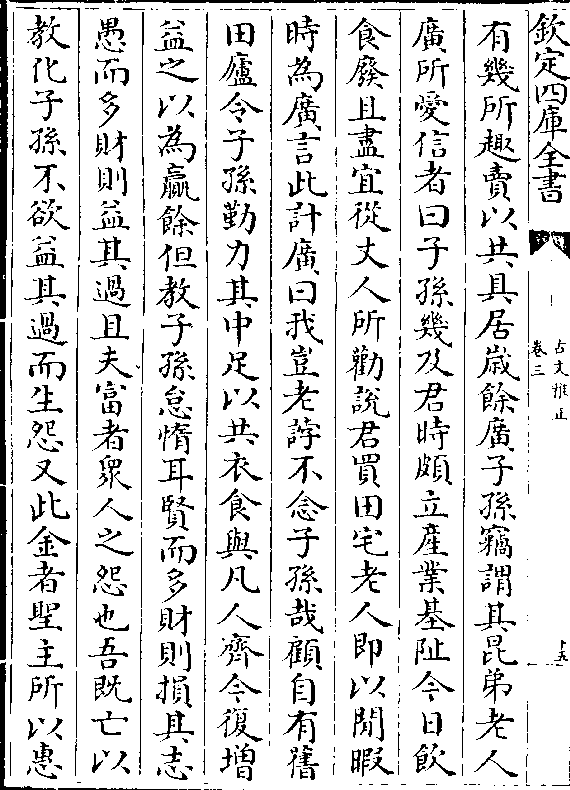 欽定四庫全書
古文雅正
卷三
十五
有幾所趣賣以共具居歲餘廣子孫竊謂其昆弟老人
廣所愛信者曰子孫幾及君時頗立產業基阯今日飲
食廢且盡宜從丈人所勸說君買田宅老人即以閒暇
時為廣言此計廣曰我豈老誖不念子孫哉顧自有舊
田廬令子孫勤力其中足以共衣食與凡人齊今復增
益之以為贏餘但教子孫怠惰耳賢而多財則損其志
愚而多財則益其過且夫富者衆人之怨也吾既亡以
教化子孫不欲益其過而生怨又此金者聖主所以惠